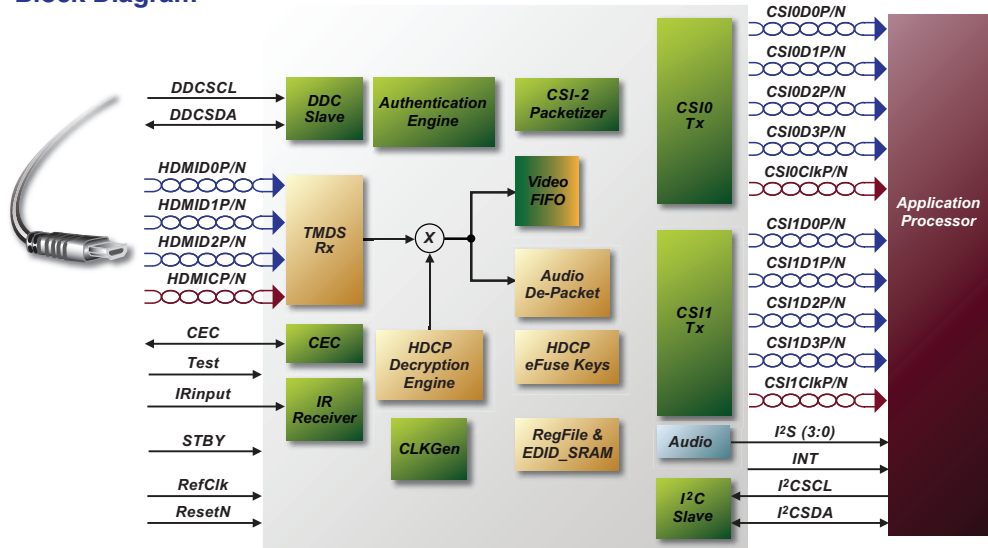 Block Diagram
DDCSCL
DDCSDA
HDMID0P/N
HDMID1P/N
HDMID2P/N
HDMICP/N
CEC
Test
IRinput
STBY
RefClk
ResetN
DDC
Slave
Authentication
Engine
CSI-2
Packetizer
TMDS
Rx
X
Video
FIFO
Audio
De-Packet
CEC
HDCP
Decryption
Engine
HDCP
eFuse Keys
IR
Receiver
CLKGen
RegFile &
EDID_SRAM
CSI0
Tx
CSI1
Tx
Audio
I²C
Slave
CSI0D0P/N
CSI0D1P/N
CSI0D2P/N
CSI0D3P/N
CSI0ClkP/N
CSI1D0P/N
CSI1D1P/N
CSI1D2P/N
CSI1D3P/N
CSI1ClkP/N
I²S (3:0)
INT
I²CSCL
I²CSDA
Application
Processor